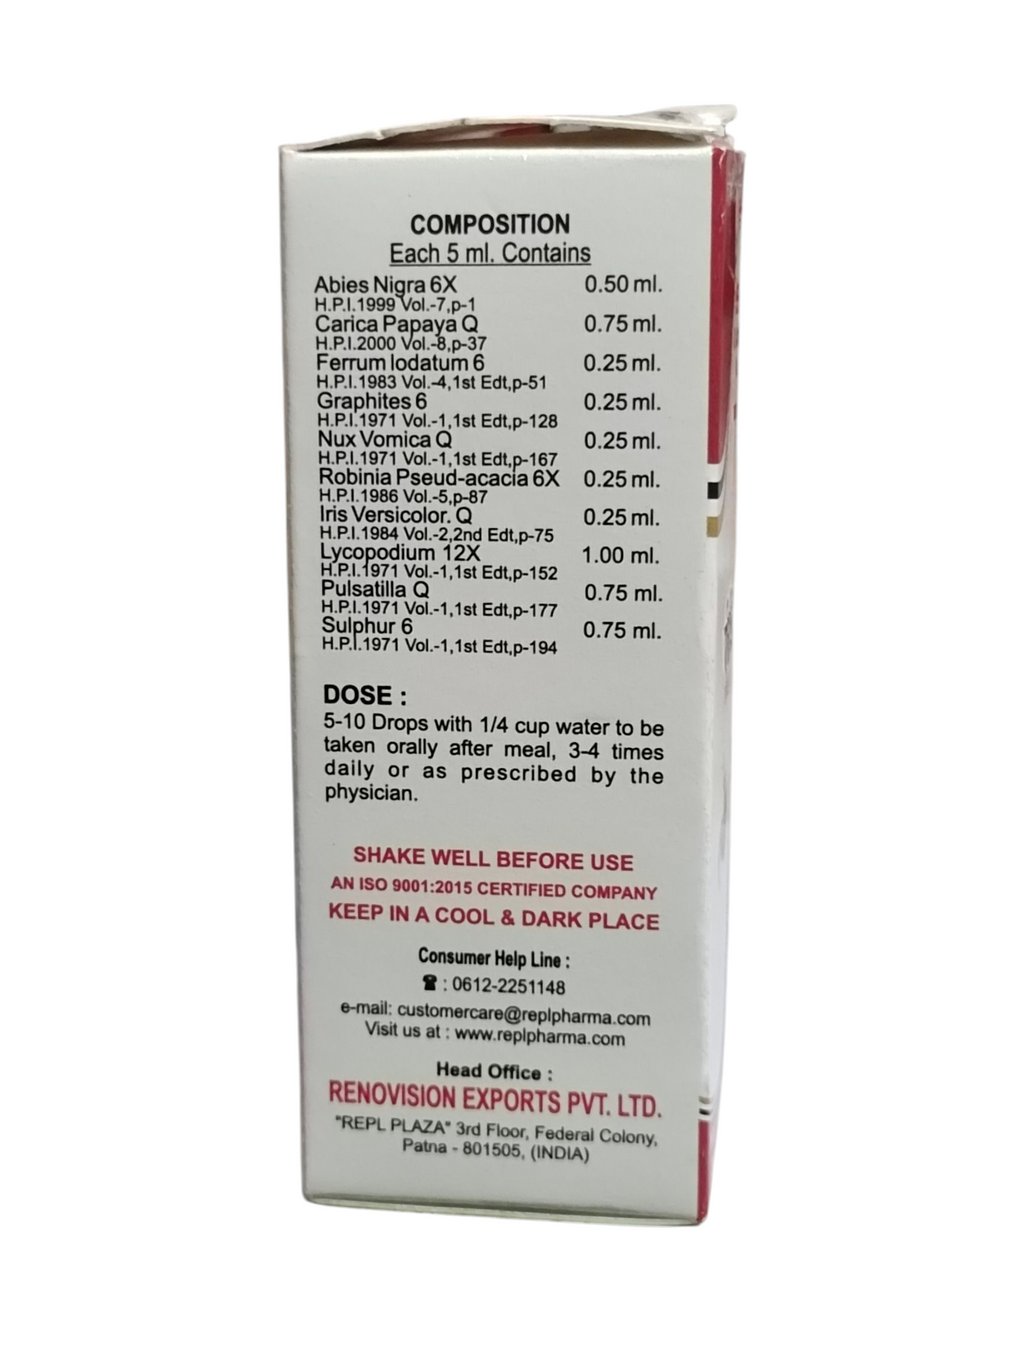 COMPOSITION
Each 5 ml. Contains
Abies Nigra 6X 0.50 ml.
H.P.I.1999 Vol.-7,p-1
Carica Papaya Q 0.75 ml.
H.P.I.2000 Vol.-8,p-37
Ferrum Iodatum 6 0.25 ml.
H.P.I.1983 Vol.-4,1st Edt,p-51
Graphites 6 0.25 ml.
H.P.I.1971 Vol.-1,1st Edt,p-128
Nux Vomica Q 0.25 ml.
H.P.I.1971 Vol.-1,1st Edt,p-167
Robinia Pseud-acacia 6X 0.25 ml.
H.P.I.1986 Vol.-5,p-87
Iris Versicolor. Q 0.25 ml.
H.P.I.1984 Vol.-2,2nd Edt,p-75
Lycopodium 12X 1.00 ml.
H.P.I.1971 Vol.-1,1st Edt,p-152
Pulsatilla Q 0.75 ml.
H.P.I.1971 Vol.-1,1st Edt,p-177
Sulphur 6 0.75 ml.
H.P.I.1971 Vol.-1,1st Edt,p-194
DOSE :
5-10 Drops with 1/4 cup water to be
taken orally after meal, 3-4 times
daily or as prescribed by the
physician.
SHAKE WELL BEFORE USE
AN ISO 9001:2015 CERTIFIED COMPANY
KEEP IN A COOL & DARK PLACE
Consumer Help Line :
☎ : 0612-2251148
e-mail: customercare@replpharma.com
Visit us at : www.replpharma.com
Head Office :
RENOVISION EXPORTS PVT. LTD.
"REPL PLAZA" 3rd Floor, Federal Colony,
Patna - 801505, (INDIA)